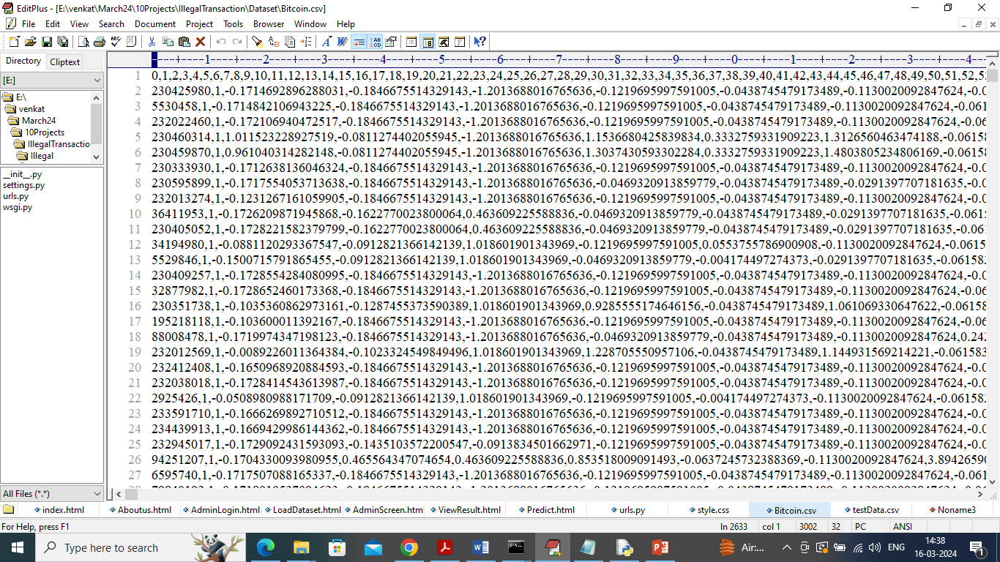 EditPlus - [E:\venkat\March24\10Projects\IllegalTransaction\Dataset\Bitcoin.csv]
File Edit View Search Document Project Tools Browser Window Help
Directory Cliptext
[E:]
E:\
venkat
March24
10Projects
IllegalTransactio
Illegal
__init__.py
settings.py
urls.py
wsgi.py
All Files (*.*)
----+----1----+----2----+----3----+----4----+----5----+----6----+----7----+----8----+----9----+----0----+----1----+----2----+----3----+----4--
1 0,1,2,3,4,5,6,7,8,9,10,11,12,13,14,15,16,17,18,19,20,21,22,23,24,25,26,27,28,29,30,31,32,33,34,35,36,37,38,39,40,41,42,43,44,45,46,47,48,49,50,51,52,5
2 230425980,1,-0.1714692896288031,-0.1846675514329143,-1.2013688016765636,-0.1219695997591005,-0.0438745479173489,-0.1130020092847624,-0.0
3 5530458,1,-0.1714842106943225,-0.1846675514329143,-1.2013688016765636,-0.1219695997591005,-0.0438745479173489,-0.1130020092847624,-0.061
4 232022460,1,-0.172106940472517,-0.1846675514329143,-1.2013688016765636,-0.1219695997591005,-0.0438745479173489,-0.1130020092847624,-0.06
5 230460314,1,1.011523228927519,-0.0811274402055945,-1.2013688016765636,1.1536680425839834,0.3332759331909223,1.3126560463474188,-0.0615
6 230459870,1,0.961040314282148,-0.0811274402055945,-1.2013688016765636,1.3037430593302284,0.3332759331909223,1.4803805234806169,-0.0615
7 230333930,1,-0.1712638136046324,-0.1846675514329143,-1.2013688016765636,-0.1219695997591005,-0.0438745479173489,-0.1130020092847624,-0.0
8 230595899,1,-0.1717554053713638,-0.1846675514329143,-1.2013688016765636,-0.0469320913859779,-0.0438745479173489,-0.0291397707181635,-0.0
9 232013274,1,-0.1231267161059905,-0.1846675514329143,-1.2013688016765636,-0.1219695997591005,-0.0438745479173489,-0.1130020092847624,-0.0
10 36411953,1,-0.1726209871945868,-0.1622770023800064,0.463609225588836,-0.0469320913859779,-0.0438745479173489,-0.0291397707181635,-0.061
11 230405052,1,-0.1728221582379799,-0.1622770023800064,0.463609225588836,-0.0469320913859779,-0.0438745479173489,-0.0291397707181635,-0.061
12 34194980,1,-0.0881120293367547,-0.0912821366142139,1.018601901343969,-0.1219695997591005,0.0553755786900908,-0.1130020092847624,-0.0615
13 5529846,1,-0.1500715791865455,-0.0912821366142139,1.018601901343969,-0.0469320913859779,-0.004174497274373,-0.0291397707181635,-0.06158
14 230409257,1,-0.1728554284080995,-0.1846675514329143,-1.2013688016765636,-0.1219695997591005,-0.0438745479173489,-0.1130020092847624,-0.0
15 32877982,1,-0.1728652460173368,-0.1846675514329143,-1.2013688016765636,-0.1219695997591005,-0.0438745479173489,-0.1130020092847624,-0.06
16 230351738,1,-0.1035360862973161,-0.1287455373590389,1.018601901343969,0.9285555174646156,-0.0438745479173489,1.061069330647622,-0.06158
17 195218118,1,-0.103600011392167,-0.1846675514329143,-1.2013688016765636,-0.1219695997591005,-0.0438745479173489,-0.1130020092847624,-0.06
18 88008478,1,-0.1719974347198123,-0.1846675514329143,-1.2013688016765636,-0.0469320913859779,-0.0438745479173489,-0.1130020092847624,0.242
19 232012569,1,-0.0089226011364384,-0.1023324549849496,1.018601901343969,1.228705550957106,-0.0438745479173489,1.144931569214221,-0.06158
20 232412408,1,-0.1650968920884593,-0.1846675514329143,-1.2013688016765636,-0.1219695997591005,-0.0438745479173489,-0.1130020092847624,-0.0
21 232038018,1,-0.1728414543613987,-0.1846675514329143,-1.2013688016765636,-0.1219695997591005,-0.0438745479173489,-0.1130020092847624,-0.0
22 2925426,1,-0.0508980988171709,-0.0912821366142139,1.018601901343969,-0.1219695997591005,-0.004174497274373,-0.1130020092847624,-0.06158
23 233591710,1,-0.1666269892710512,-0.1846675514329143,-1.2013688016765636,-0.1219695997591005,-0.0438745479173489,-0.1130020092847624,-0.0
24 234439913,1,-0.1669429986144362,-0.1846675514329143,-1.2013688016765636,-0.1219695997591005,-0.0438745479173489,-0.1130020092847624,-0.0
25 232945017,1,-0.1729092431593093,-0.1435103572200547,-0.0913834501662971,-0.1219695997591005,-0.0438745479173489,-0.1130020092847624,-0.0
26 94251207,1,-0.1704330093980955,0.465564347074654,0.463609225588836,0.853518009091493,-0.0637245732388369,-0.1130020092847624,3.8942659
27 6595740,1,-0.1717507088165337,-0.1846675514329143,-1.2013688016765636,-0.1219695997591005,-0.0438745479173489,-0.1130020092847624,-0.061
index.html Aboutus.html AdminLogin.html LoadDataset.html AdminScreen.htm ViewResult.html Predict.html urls.py style.css Bitcoin.csv testData.csv Noname3
For Help, press F1 ln 2633 col 1 3002 32 PC ANSI
Type here to search Air:... ENG 14:38
16-03-2024
1